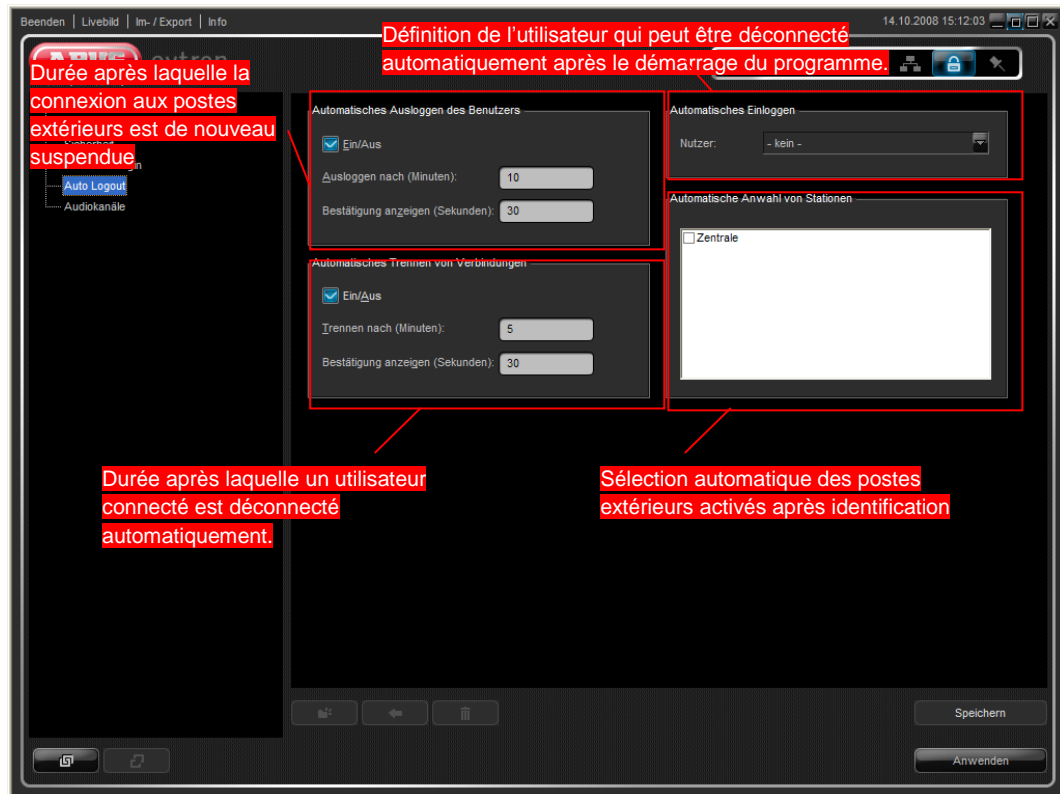 Beenden | Livebild | Im- / Export | Info
14.10.2008 15:12:03
Définition de l'utilisateur qui peut être déconnecté
automatiquement après le démarrage du programme.
Durée après laquelle la
connexion aux postes
extérieurs est de nouveau
suspendue
Auto Logout
Audiokanäle
Automatisches Ausloggen des Benutzers
Ein/Aus
Ausloggen nach (Minuten): 10
Bestätigung anzeigen (Sekunden): 30
Automatisches Einloggen
Nutzer: - kein -
Automatische Anwahl von Stationen
Zentrale
Automatisches Trennen von Verbindungen
Ein/Aus
Trennen nach (Minuten): 5
Bestätigung anzeigen (Sekunden): 30
Durée après laquelle un utilisateur
connecté est déconnecté
automatiquement.
Sélection automatique des postes
extérieurs activés après identification
Speichern
Anwenden